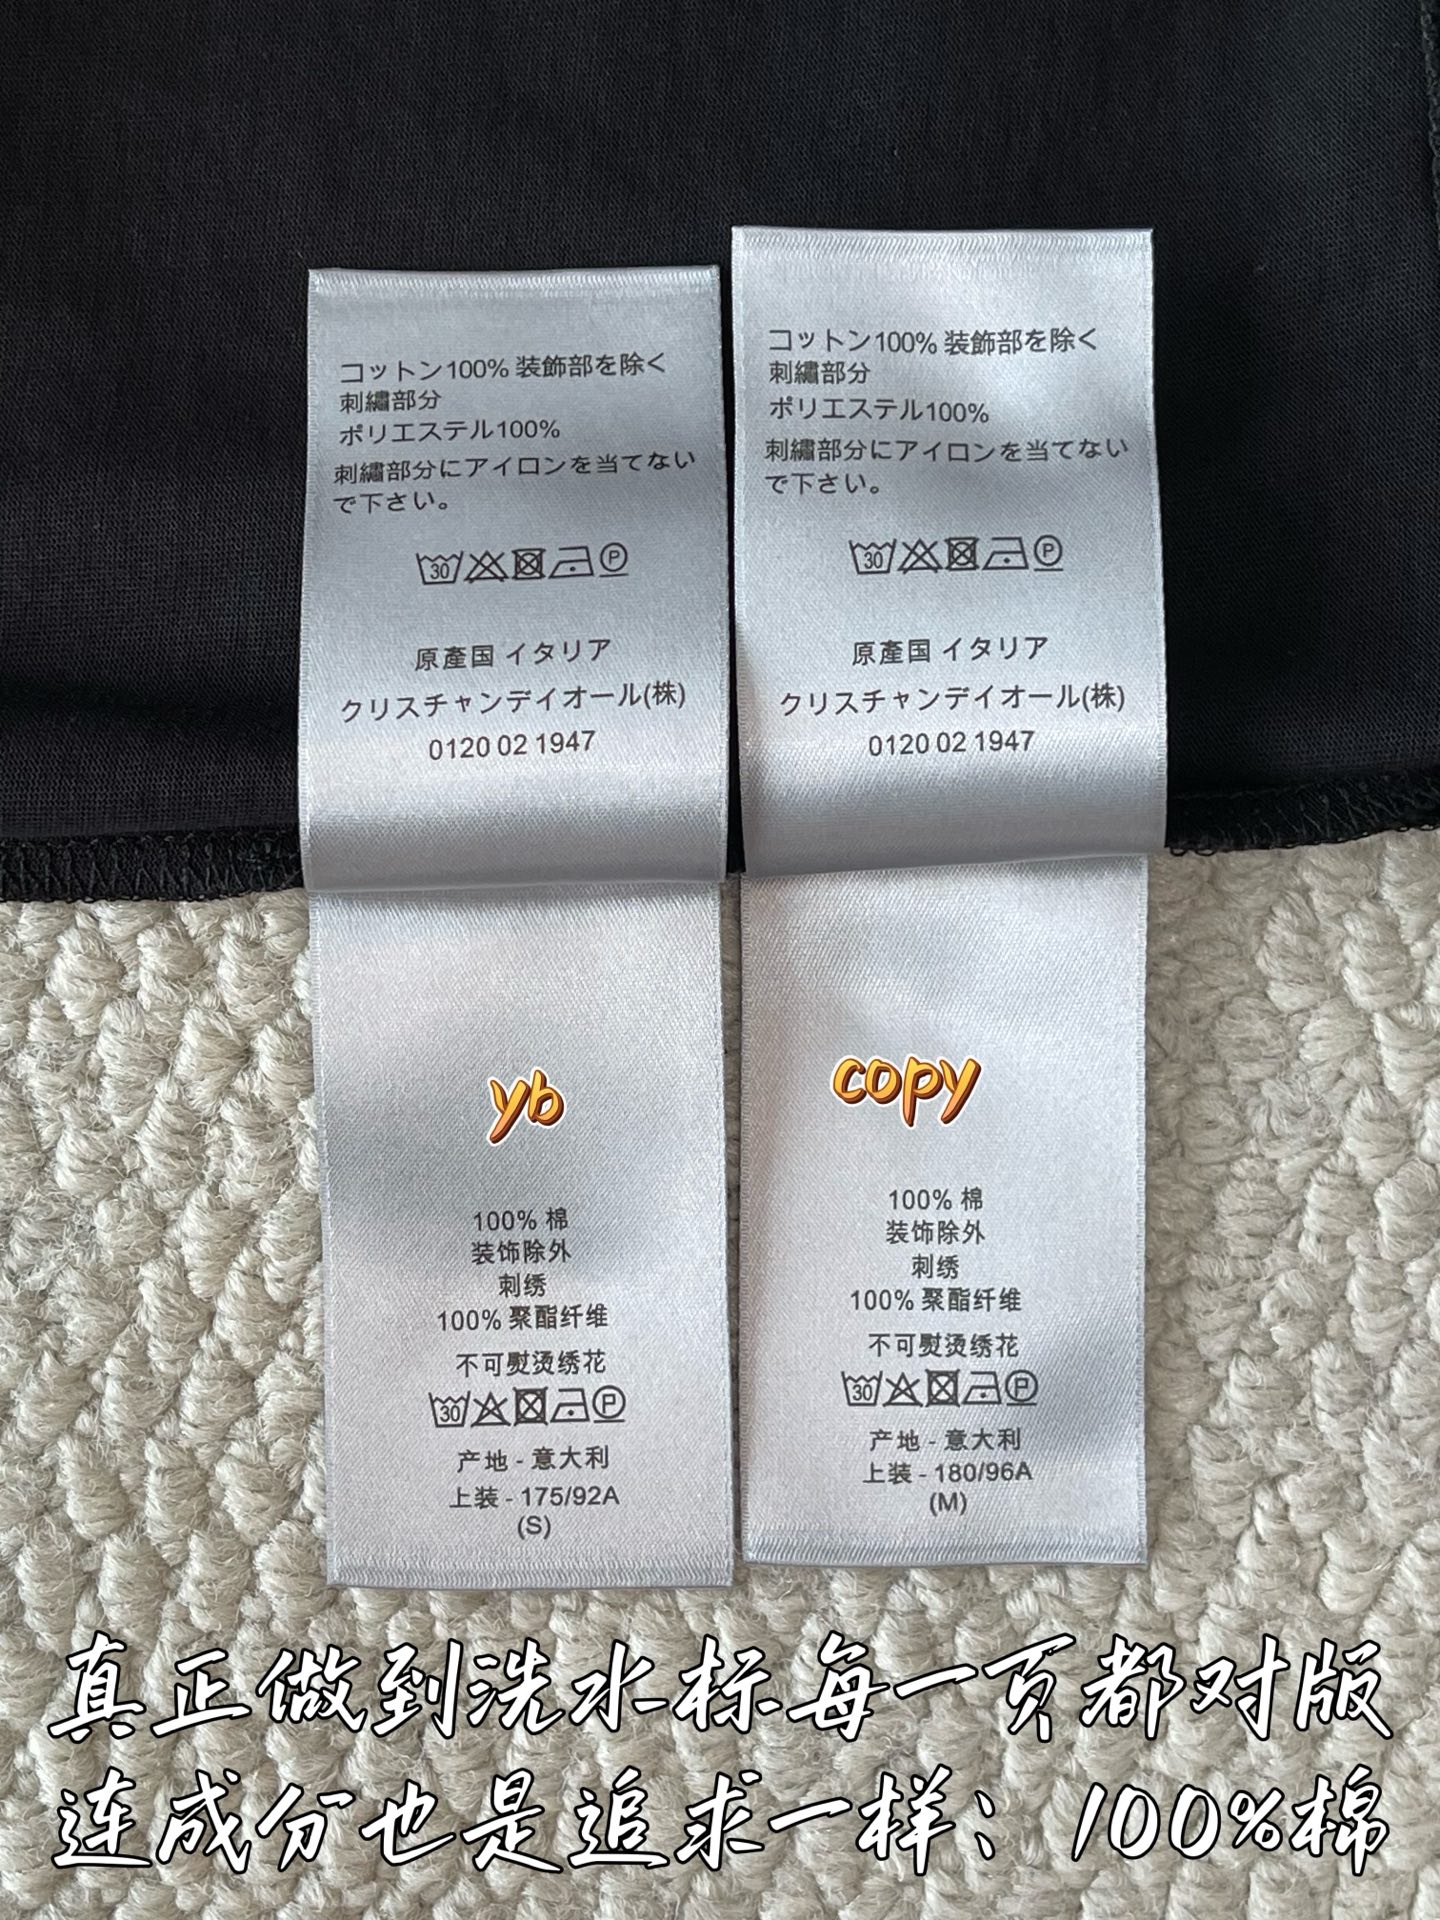 コットン100% 装飾部を除く
刺繍部分
ポリエステル100%
刺繍部分にアイロンを当てない
で下さい。
30 P
原産国 イタリア
クリスチャンデイオール(株)
0120 02 1947
yb
100% 棉
装饰除外
刺绣
100% 聚酯纤维
不可熨烫绣花
30 P
产地 - 意大利
上装 - 175/92A
(S)
コットン100% 装飾部を除く
刺繍部分
ポリエステル100%
刺繍部分にアイロンを当てない
で下さい。
30 P
原産国 イタリア
クリスチャンデイオール(株)
0120 02 1947
copy
100% 棉
装饰除外
刺绣
100% 聚酯纤维
不可熨烫绣花
30 P
产地 - 意大利
上装 - 180/96A
(M)
真正做到洗水标每一页都对版
连成分也是追求一样、100%棉